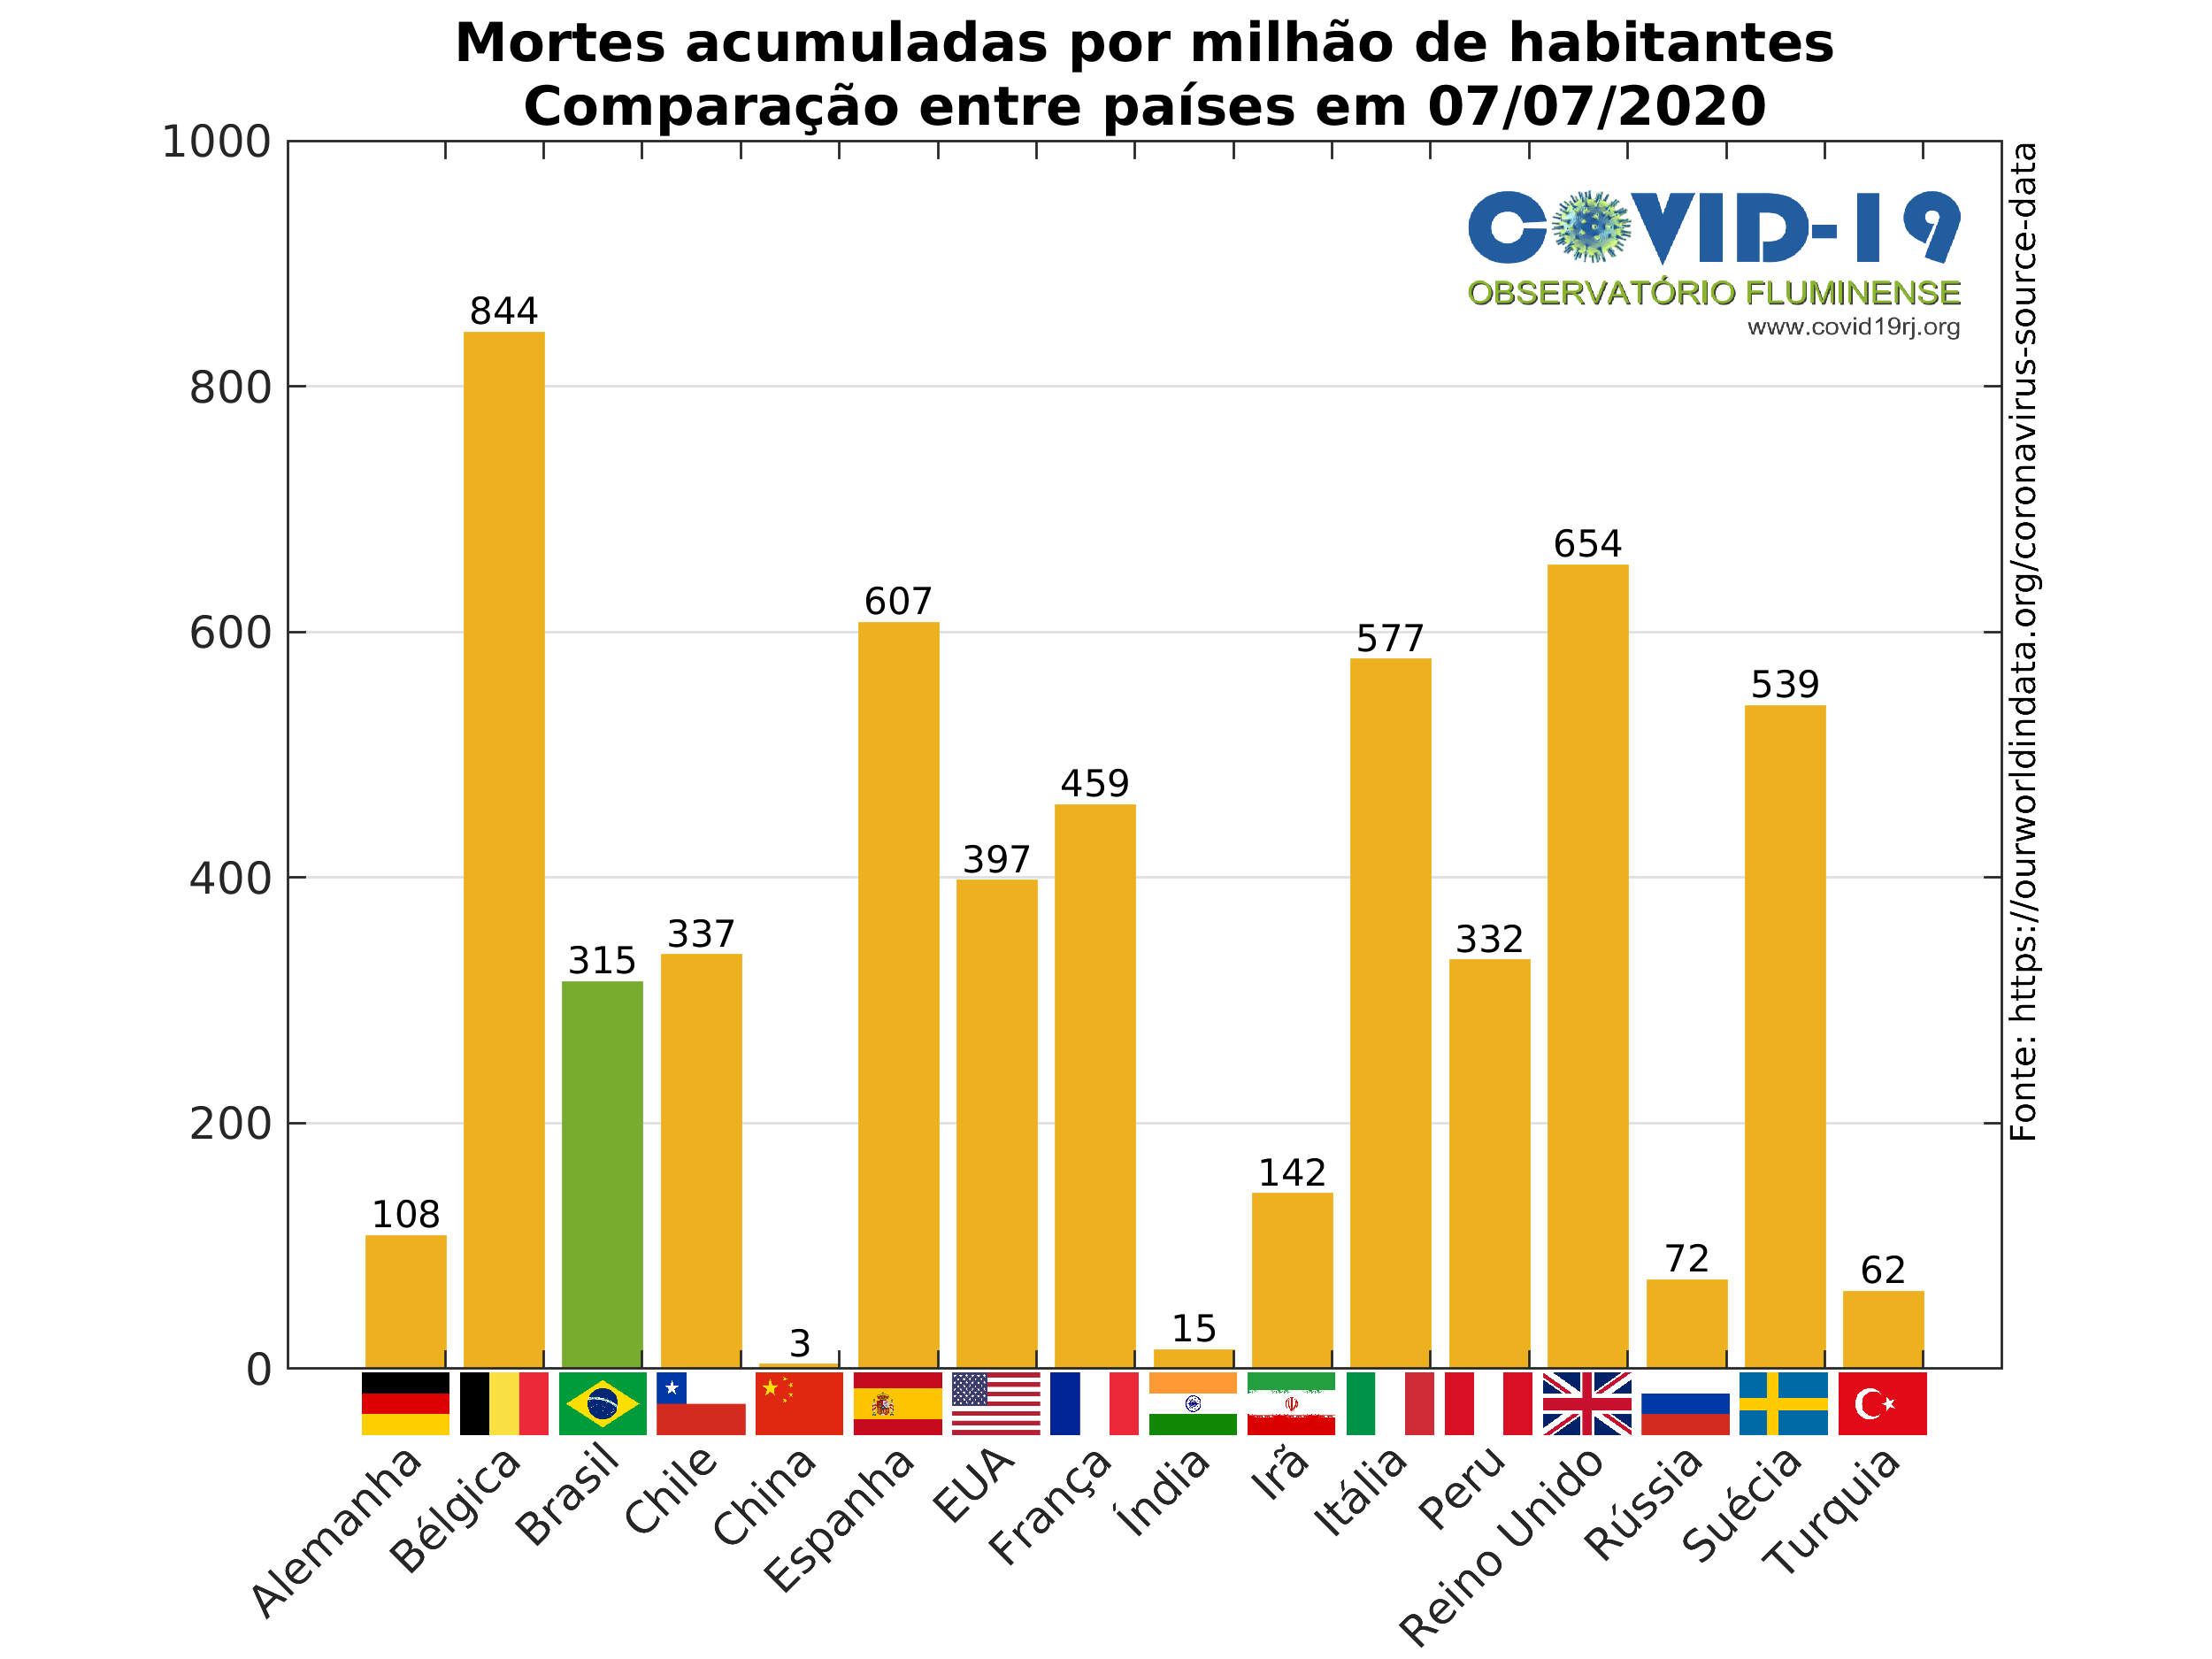 Mortes acumuladas por milhão de habitantes
Comparação entre países em 07/07/2020
1000
800
600
400
200
0
COVID-19
OBSERVATÓRIO FLUMINENSE
www.covid19rj.org
Fonte: https://ourworldindata.org/coronavirus-source-data
108
844
315
337
3
607
397
459
15
142
577
332
654
72
539
62
Alemanha
Bélgica
Brasil
Chile
China
Espanha
EUA
França
Índia
Irã
Itália
Peru
Reino Unido
Rússia
Suécia
Turquia